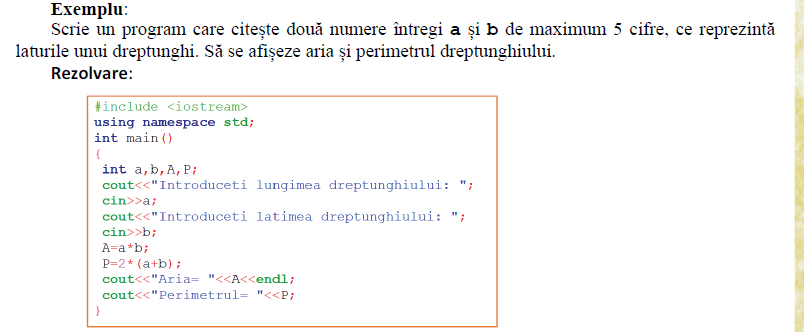 Exemplu:
Scrie un program care citește două numere întregi a și b de maximum 5 cifre, ce reprezintă
laturile unui dreptunghi. Să se afișeze aria și perimetrul dreptunghiului.
Rezolvare:
#include <iostream>
using namespace std;
int main()
{
int a,b,A,P;
cout<<"Introduceti lungimea dreptunghiului: ";
cin>>a;
cout<<"Introduceti latimea dreptunghiului: ";
cin>>b;
A=a*b;
P=2*(a+b);
cout<<"Aria= "<<A<<endl;
cout<<"Perimetrul= "<<P;
}